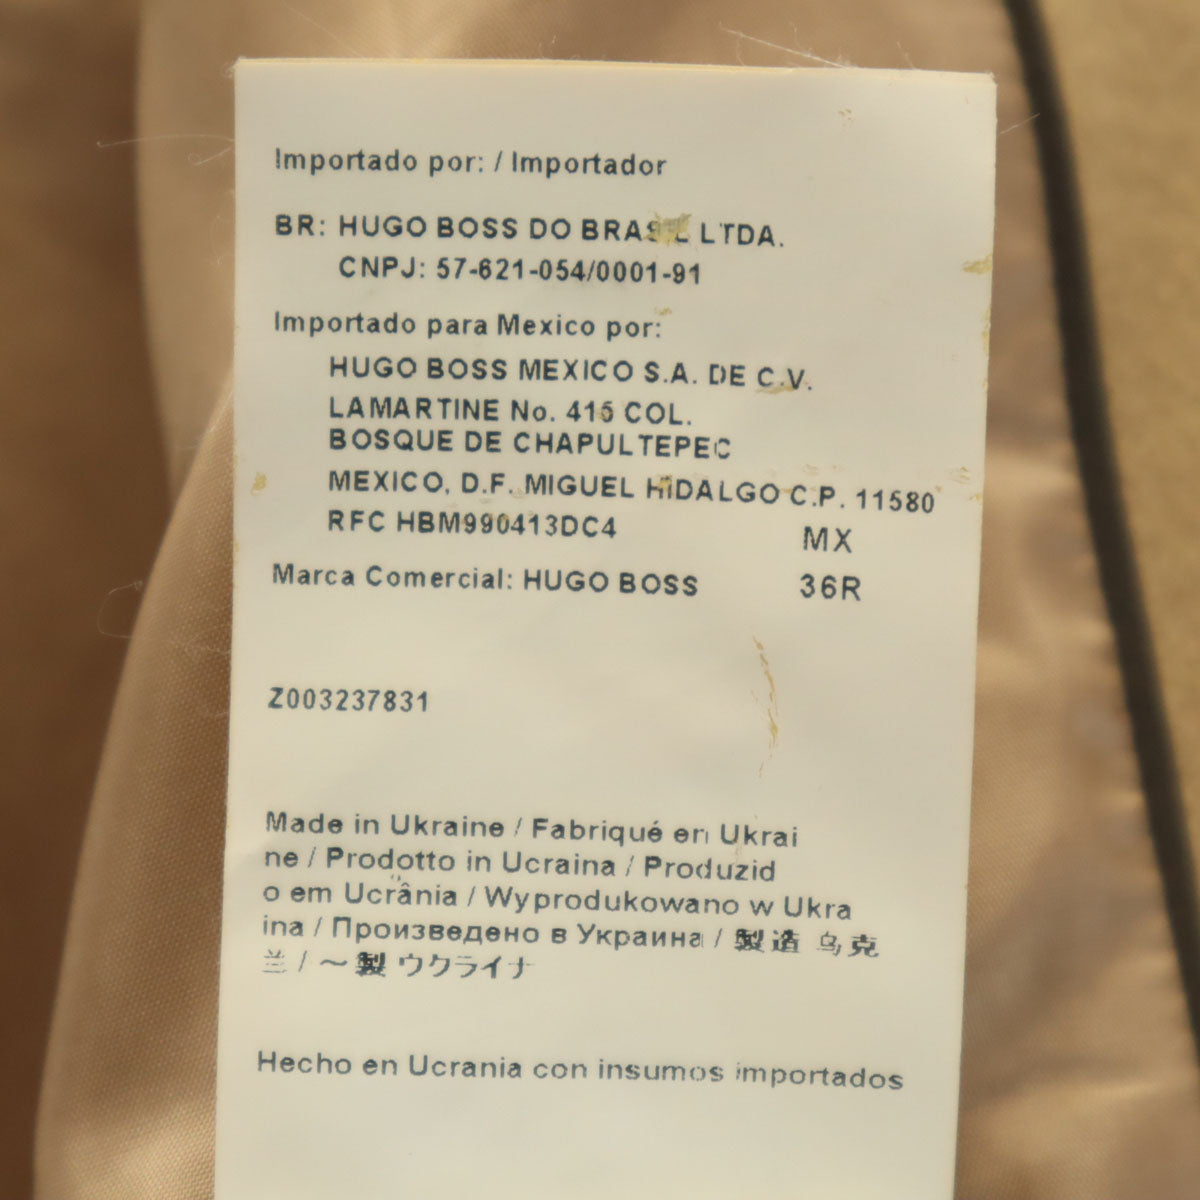 Importado por: / Importador
BR: HUGO BOSS DO BRASIL LTDA.
CNPJ: 57-621-054/0001-91
Importado para Mexico por:
HUGO BOSS MEXICO S.A. DE C.V.
LAMARTINE No. 415 COL.
BOSQUE DE CHAPULTEPEC
MEXICO, D.F. MIGUEL HIDALGO C.P. 11580
RFC HBM990413DC4 MX
Marca Comercial: HUGO BOSS 36R
Z003237831
Made in Ukraine / Fabriqué en Ukrai
ne / Prodotto in Ucraina / Produzid
o em Ucrânia / Wyprodukowano w Ukra
ina / Произведено в Украина / 製造 乌克
兰 / ～製 ウクライナ
Hecho en Ucrania con insumos importados